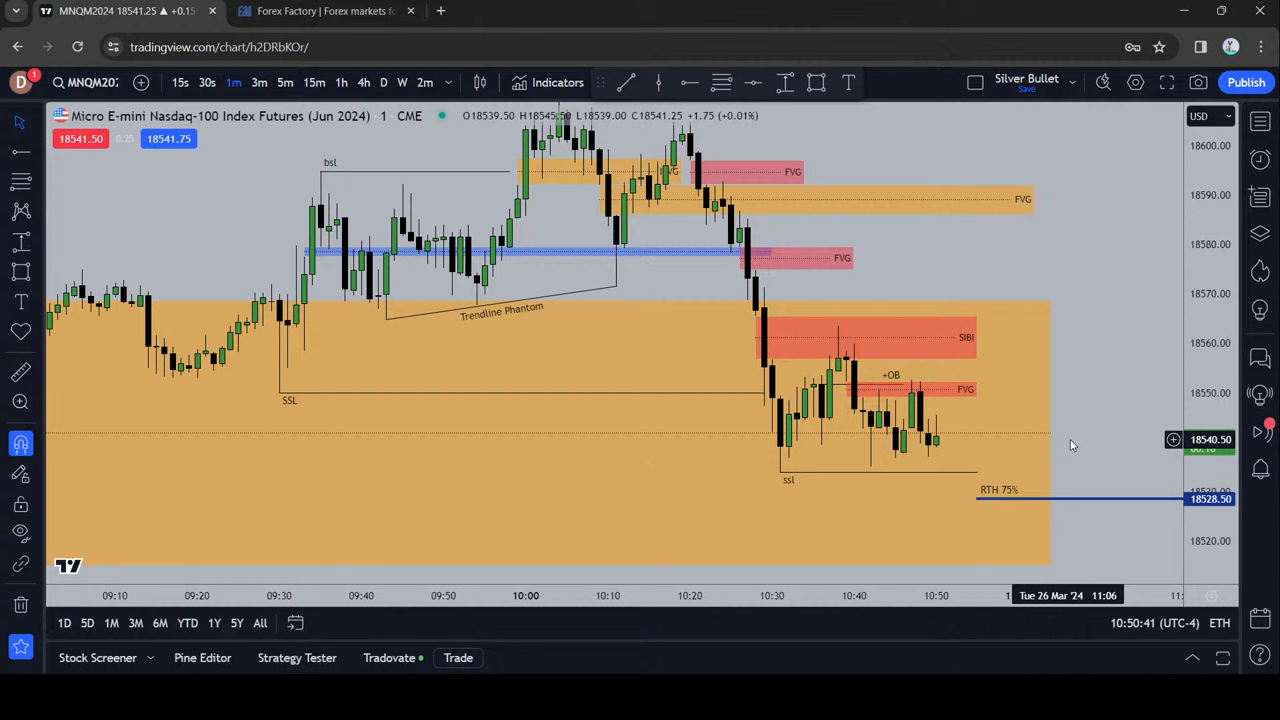 MNQM2024 18541.25 ▲ +0.15
Forex Factory | Forex markets fo
tradingview.com/chart/h2DRbKOr/
D 1 MNQM202 15s 30s 1m 3m 5m 15m 1h 4h D W 2m Indicators T Silver Bullet Save Publish
Micro E-mini Nasdaq-100 Index Futures (Jun 2024) · 1 · CME O18539.50 H18545.50 L18539.00 C18541.25 +1.75 (+0.01%) USD
18541.50 0.25 18541.75
18600.00
bsl
FVG
18590.00
FVG
18580.00
FVG
18570.00
Trendline Phantom
18560.00
SIBI
+OB
18550.00
FVG
SSL
18540.50
ssl
RTH 75%
18528.50
18520.00
09:10 09:20 09:30 09:40 09:50 10:00 10:10 10:20 10:30 10:40 10:50 Tue 26 Mar '24 11:06
1D 5D 1M 3M 6M YTD 1Y 5Y All 10:50:41 (UTC-4) ETH
Stock Screener Pine Editor Strategy Tester Tradovate Trade